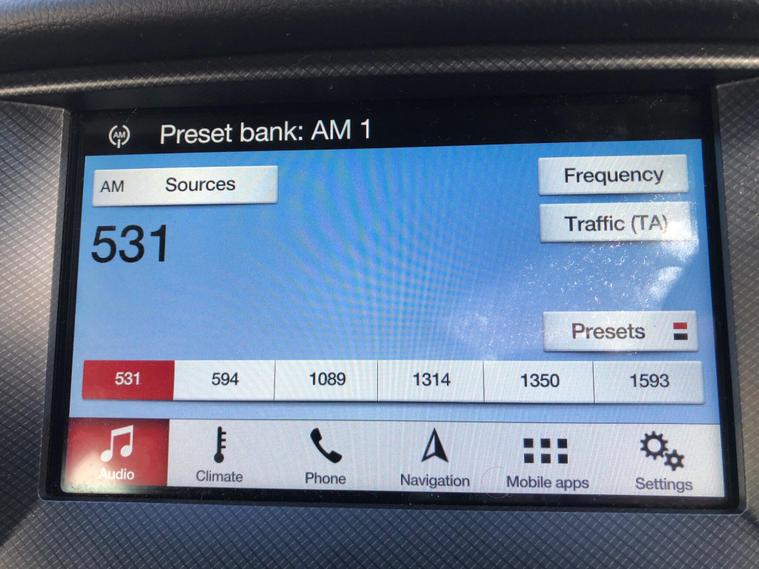 AM Preset bank: AM 1
AM Sources
Frequency
531
Traffic (TA)
Presets
531 594 1089 1314 1350 1593
Audio Climate Phone Navigation Mobile apps Settings